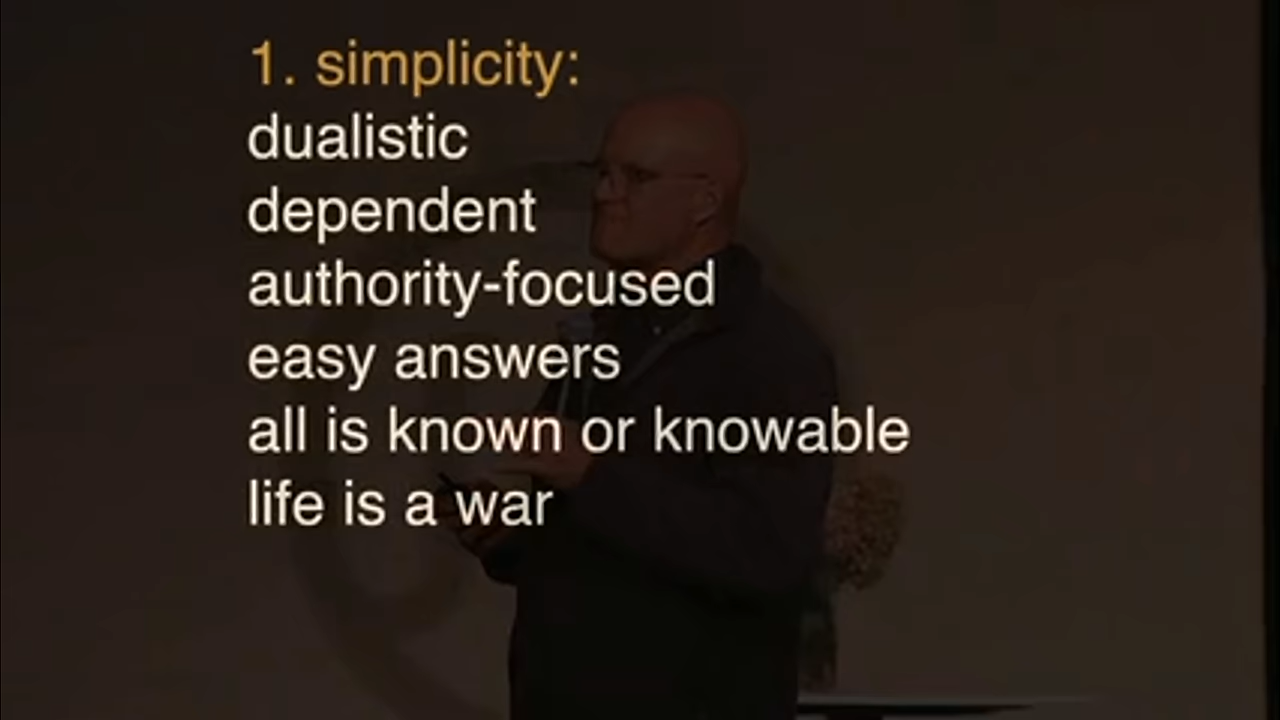 1. simplicity:
dualistic
dependent
authority-focused
easy answers
all is known or knowable
life is a war